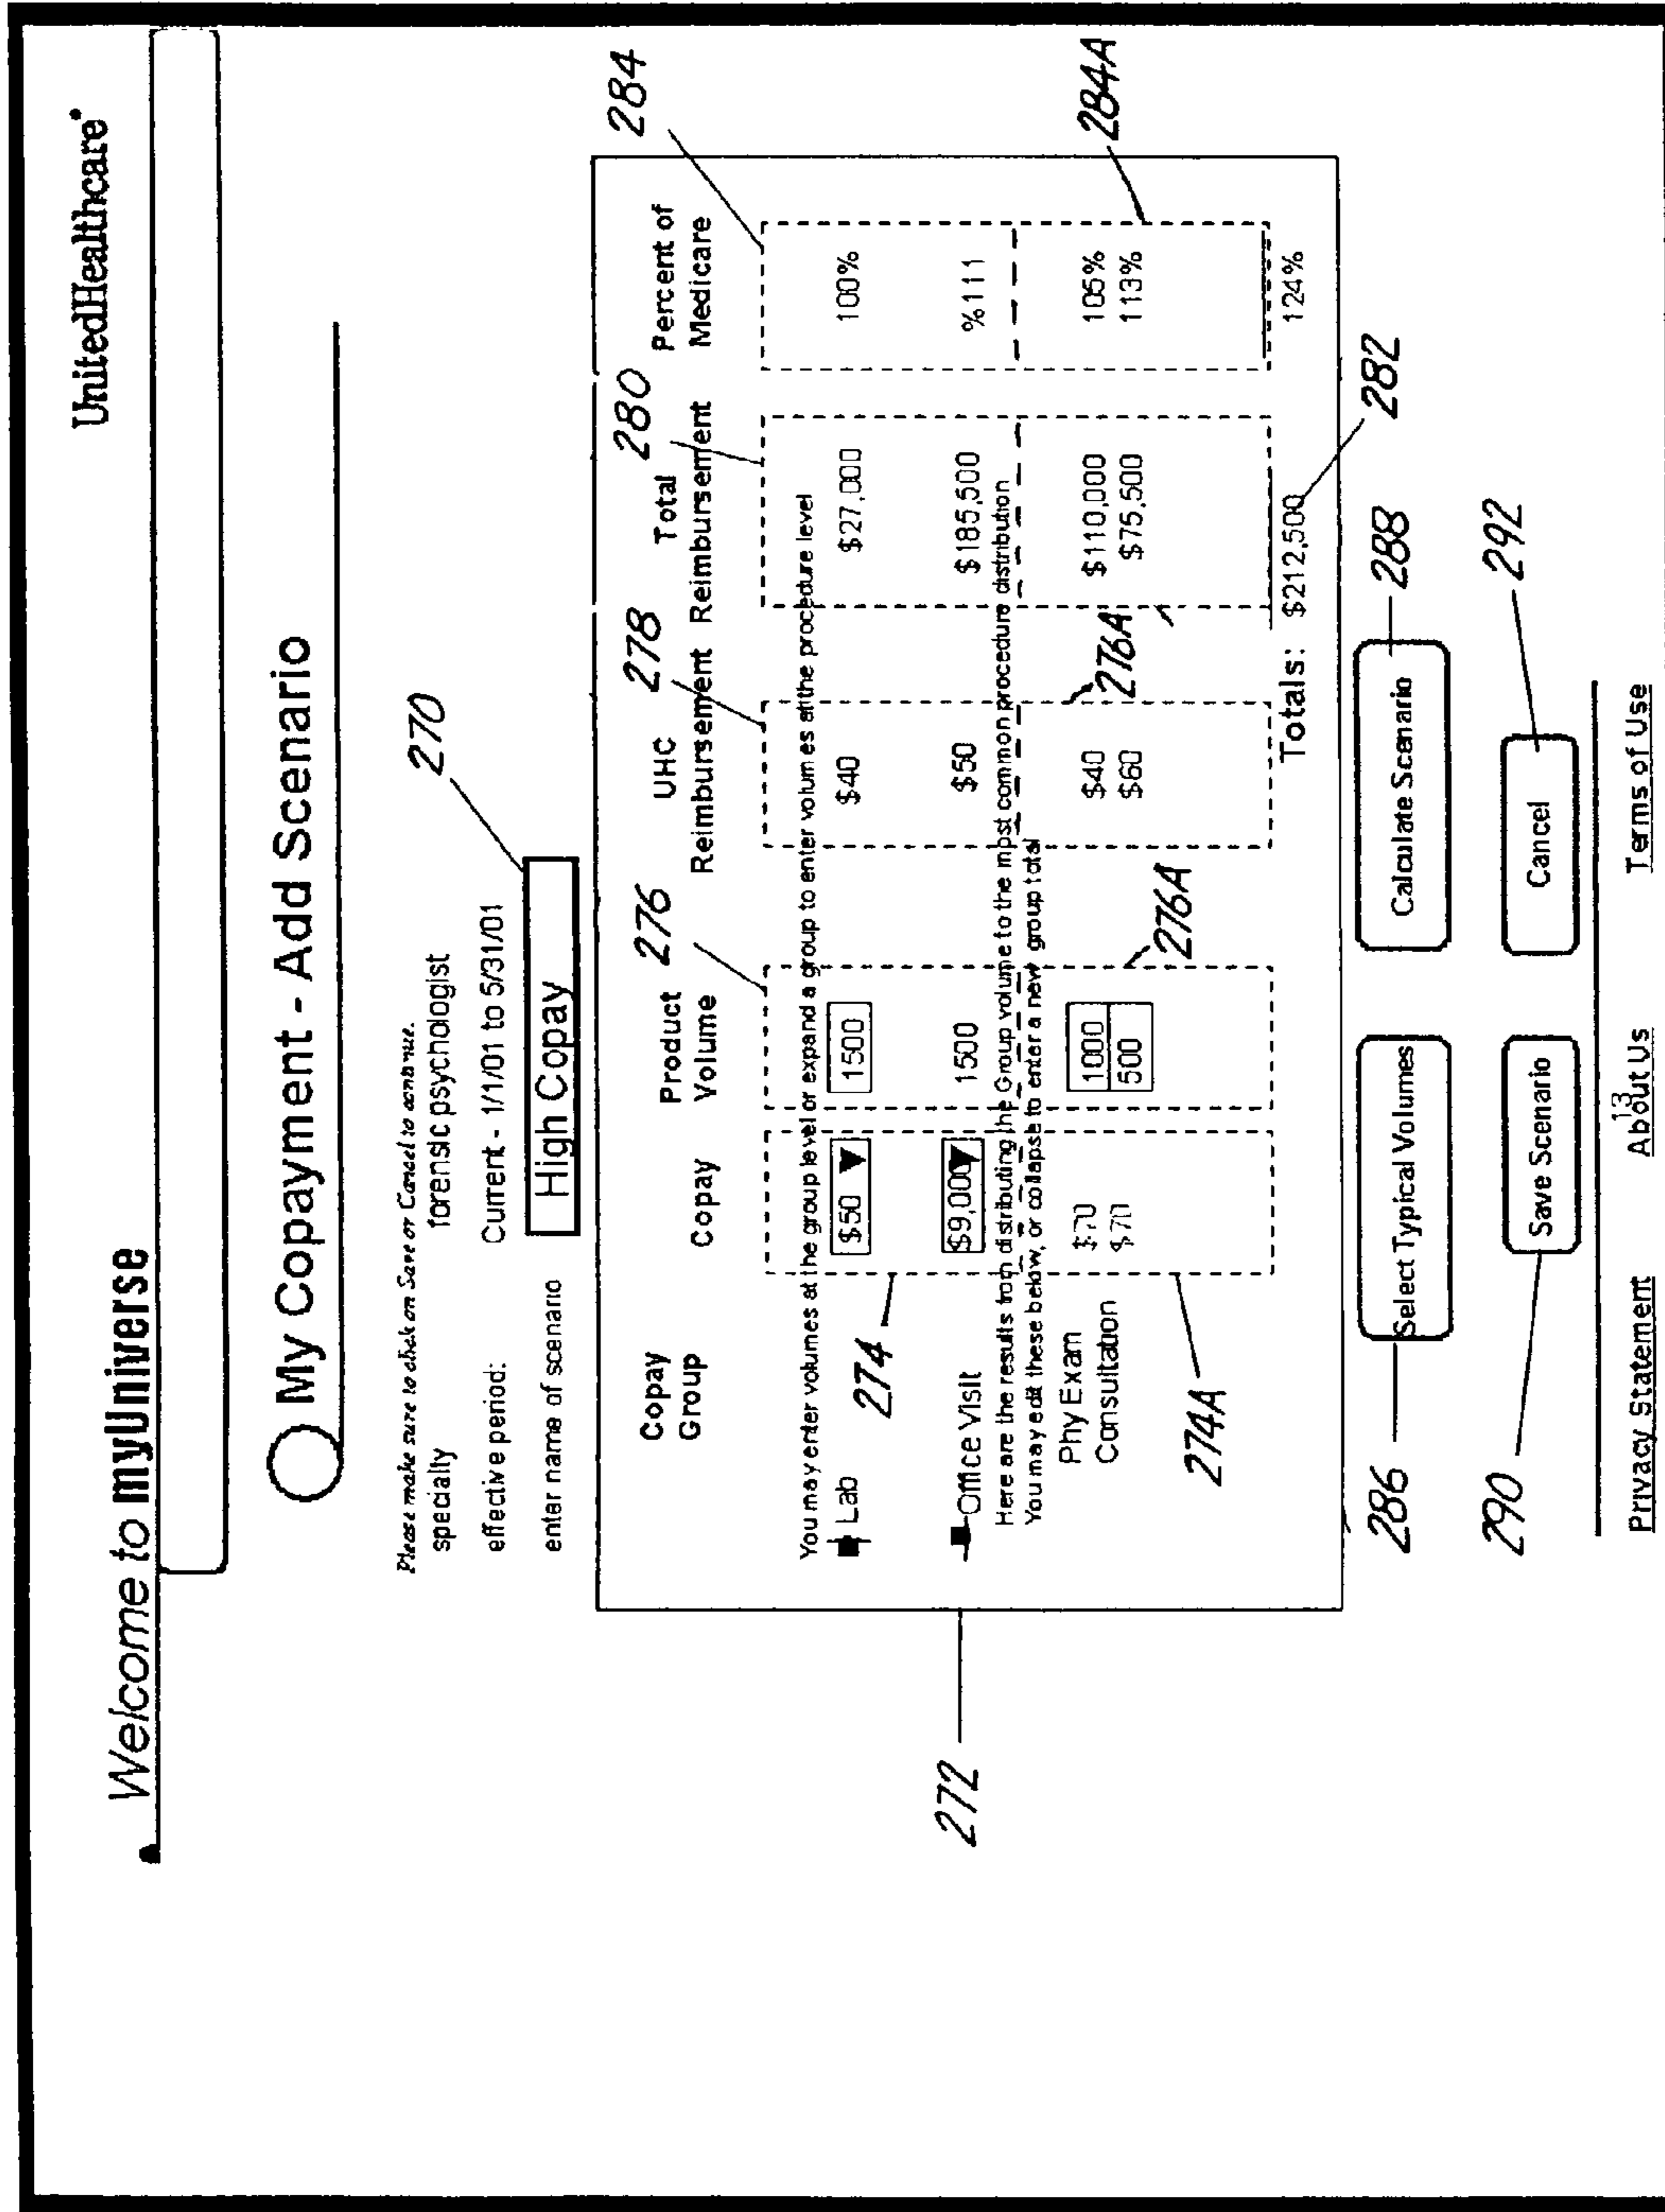 Welcome to myUniverse
UnitedHealthcare®
My Copayment - Add Scenario
Please make sure to click on Save or Cancel to continue.
specialty forensic psychologist
effective period: Current - 1/1/01 to 5/31/01
enter name of scenario High Copay
270
276 278 280 284
Copay Group Copay Product Volume UHC Reimbursement Total Reimbursement Percent of Medicare
You may enter volumes at the group level or expand a group to enter volumes at the procedure level
Lab $50 1500 $40 $27,000 100%
274
272
Office Visit $9,000 1500 $50 $185,500 %111
Here are the results from distributing the Group volume to the most common procedure distribution
You may edit these below, or collapse to enter a new group total
Phy Exam $70 1000 $40 $110,000 105%
Consultation $70 500 $60 $75,500 113%
284A
276A
276A
274A
Totals: $212,500 124%
282
286 Select Typical Volumes Calculate Scenario 288
290 Save Scenario Cancel 292
13
Privacy Statement About Us Terms of Use